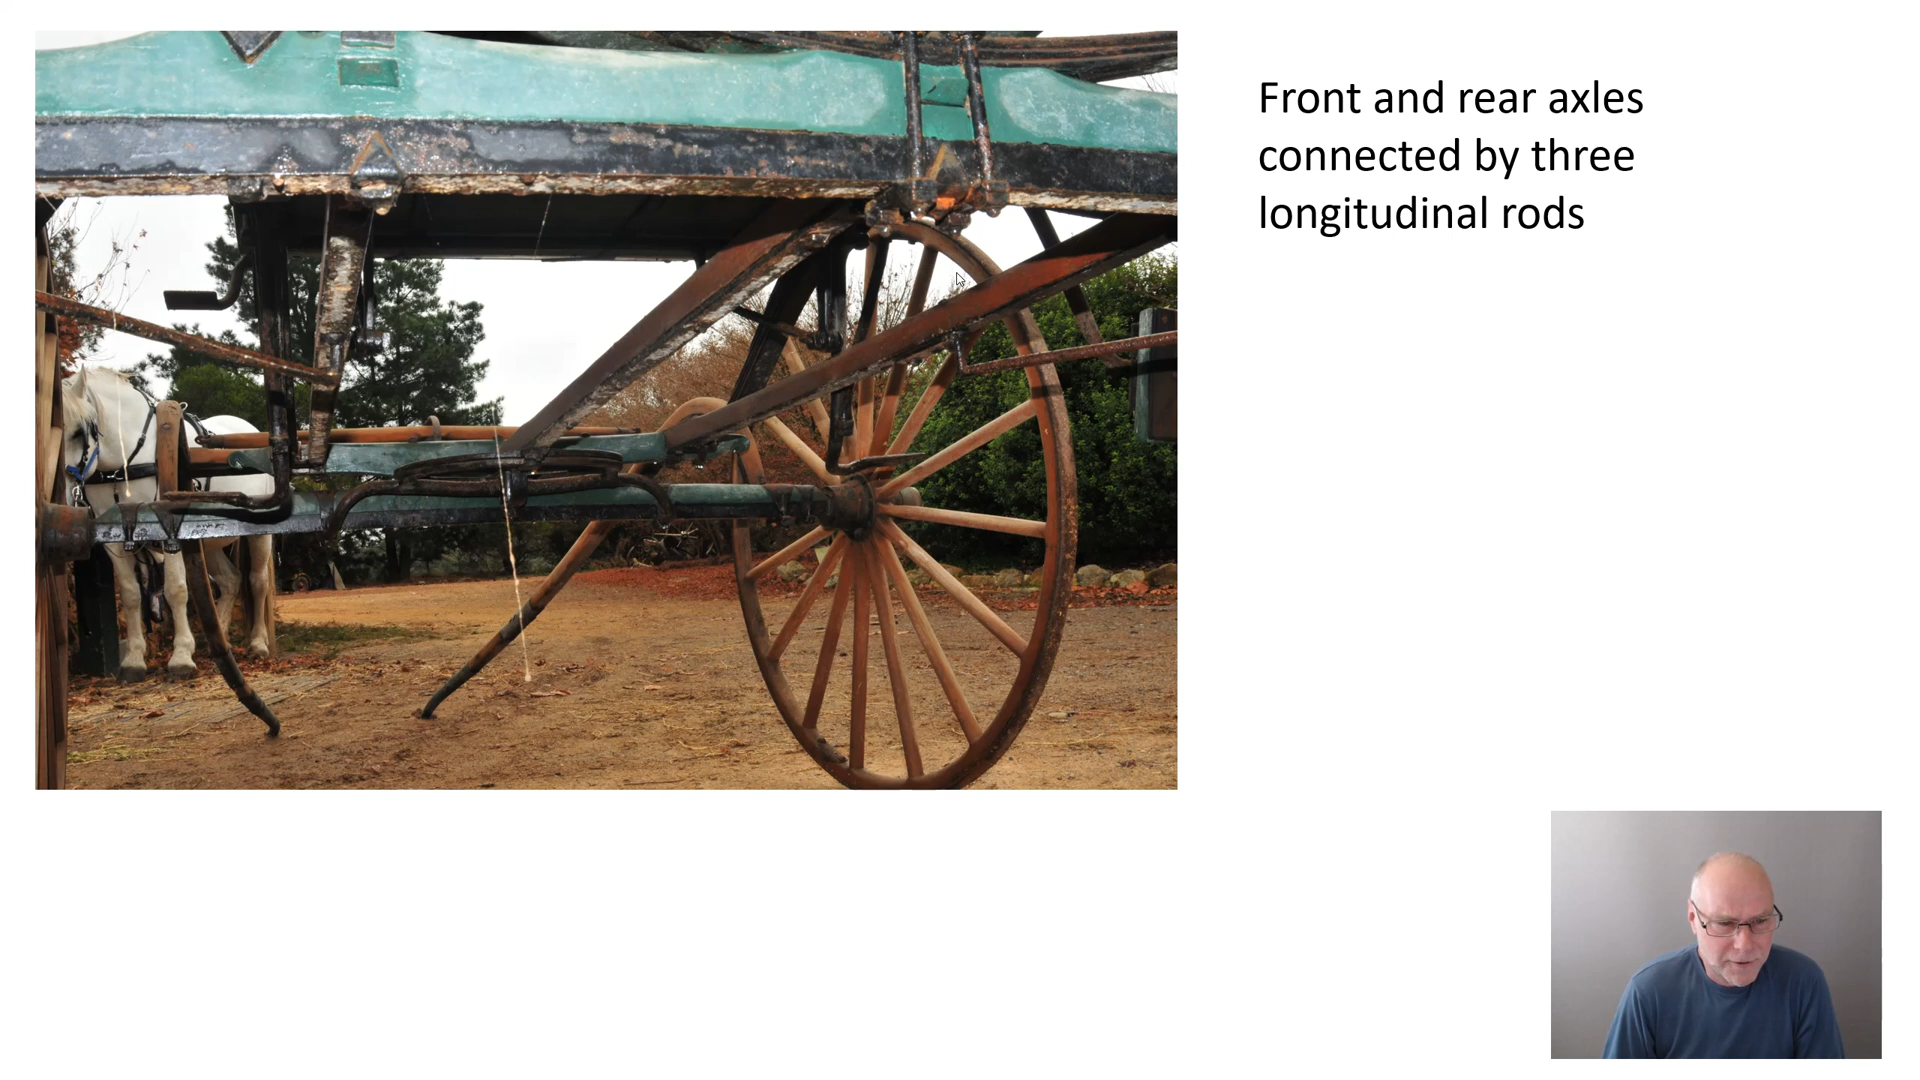 Front and rear axles
connected by three
longitudinal rods